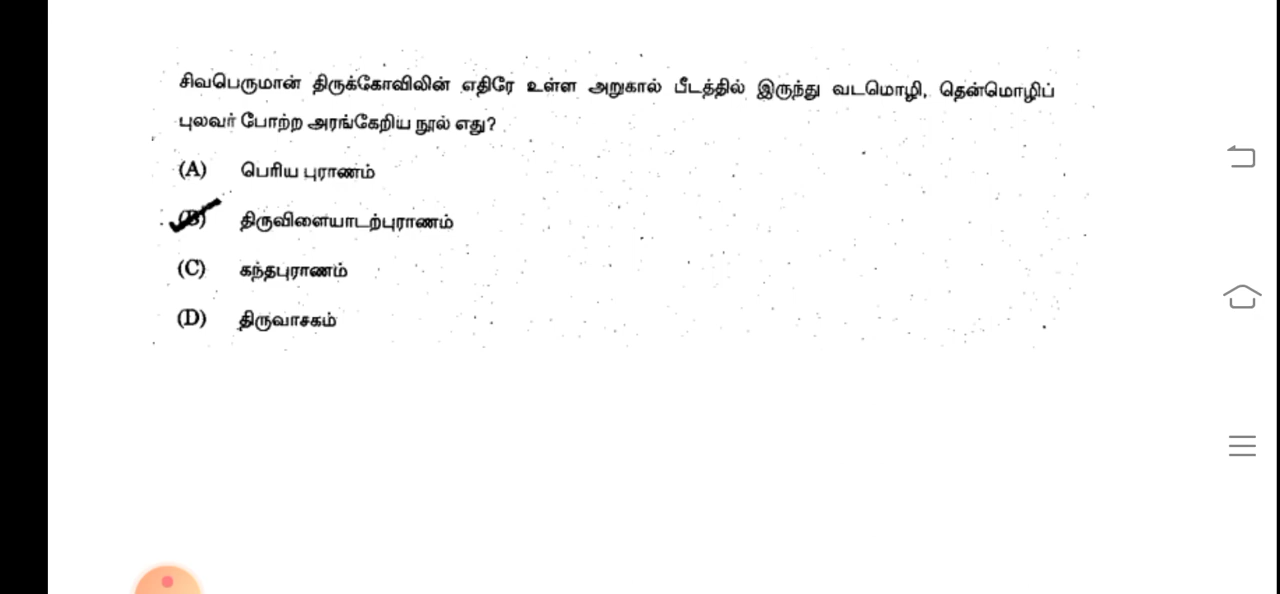 சிவபெருமான் திருக்கோவிலின் எதிரே உள்ள அறுகால் பீடத்தில் இருந்து வடமொழி, தென்மொழிப்
புலவர் போற்ற அரங்கேறிய நூல் எது?
(A) பெரிய புராணம்
(B) திருவிளையாடற்புராணம்
(C) கந்தபுராணம்
(D) திருவாசகம்